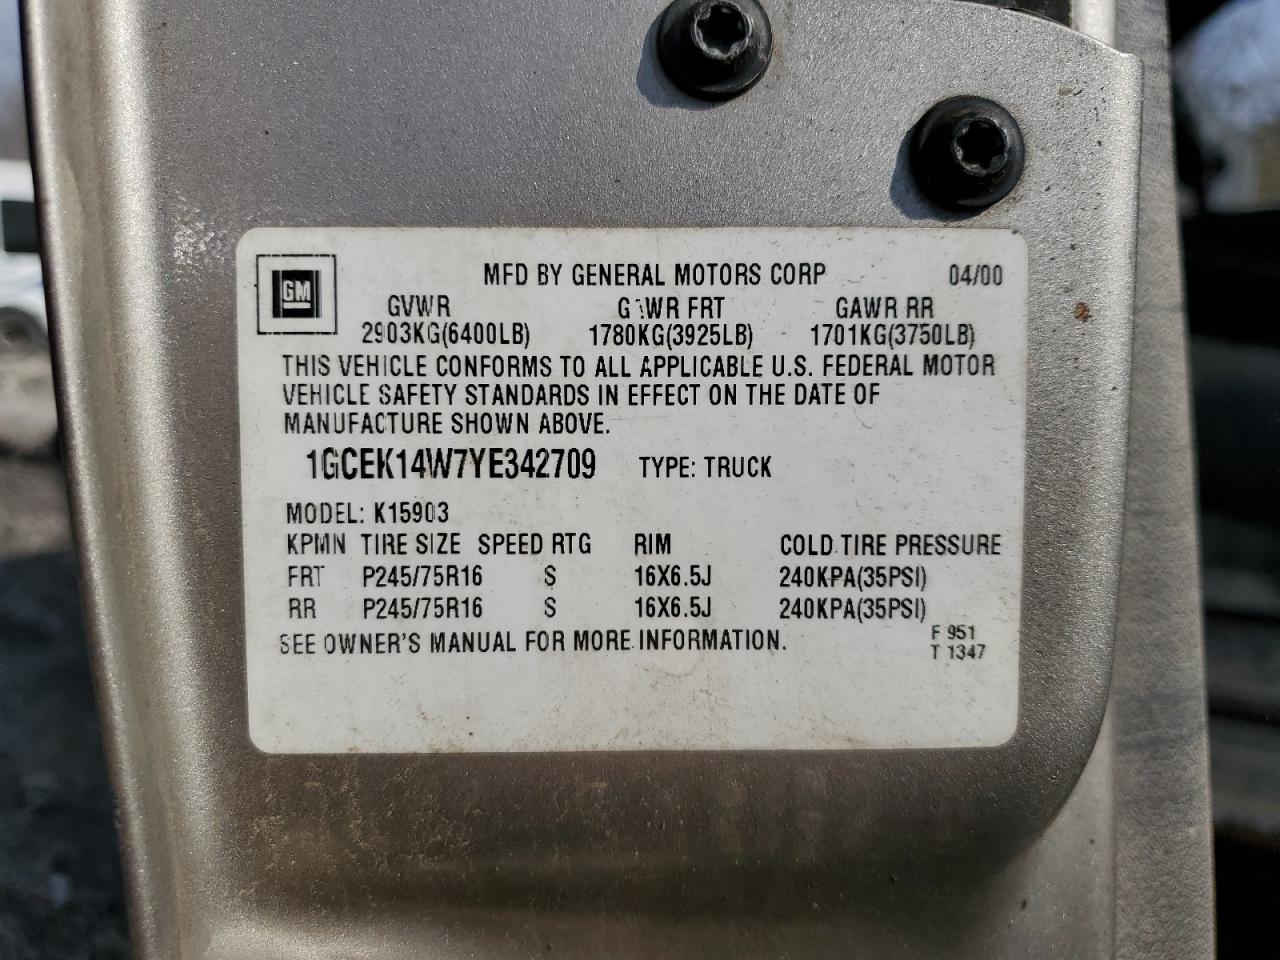 GM
MFD BY GENERAL MOTORS CORP 04/00
GVWR GAWR FRT GAWR RR
2903KG(6400LB) 1780KG(3925LB) 1701KG(3750LB)
THIS VEHICLE CONFORMS TO ALL APPLICABLE U.S. FEDERAL MOTOR
VEHICLE SAFETY STANDARDS IN EFFECT ON THE DATE OF
MANUFACTURE SHOWN ABOVE.
1GCEK14W7YE342709 TYPE: TRUCK
MODEL: K15903
KPMN TIRE SIZE SPEED RTG RIM COLD TIRE PRESSURE
FRT P245/75R16 S 16X6.5J 240KPA(35PSI)
RR P245/75R16 S 16X6.5J 240KPA(35PSI)
SEE OWNER'S MANUAL FOR MORE INFORMATION.
F 951
T 1347